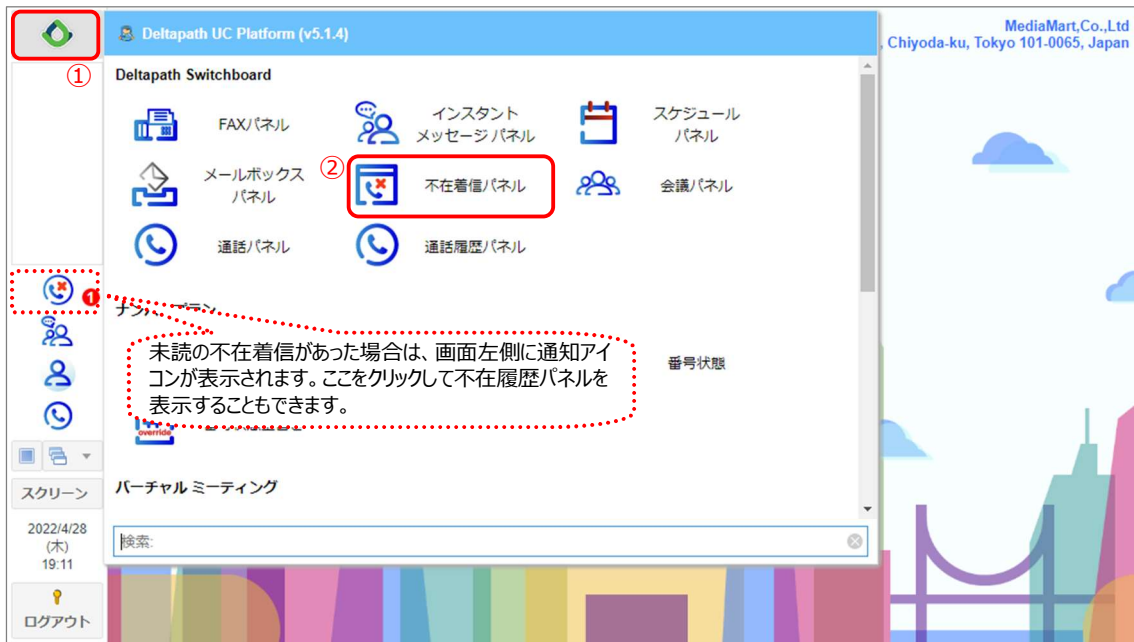 MediaMart,Co.,Ltd
, Chiyoda-ku, Tokyo 101-0065, Japan
①
Deltapath UC Platform (v5.1.4)
Deltapath Switchboard
FAXパネル
インスタント
メッセージ パネル
スケジュール
パネル
メールボックス
パネル
②
不在着信パネル
会議パネル
通話パネル
通話履歴パネル
1
未読の不在着信があった場合は、画面左側に通知アイ
コンが表示されます。ここをクリックして不在履歴パネルを
表示することもできます。
番号状態
override
バーチャル ミーティング
検索:
スクリーン
2022/4/28
(木)
19:11
ログアウト